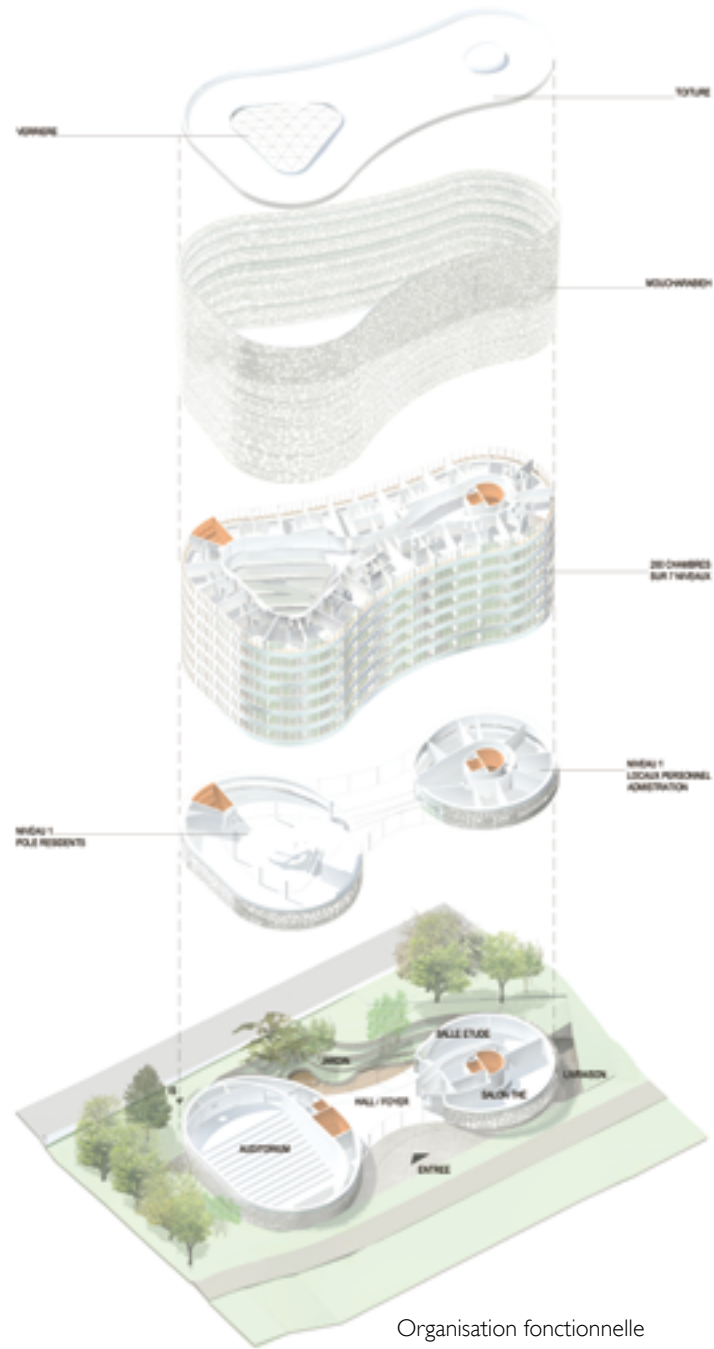 TOITURE
VERRIERE
MOUCHARABIEH
200 CHAMBRES
SUR 7 NIVEAUX
NIVEAU 1
LOCAUX PERSONNEL
ADMISTRATION
NIVEAU 1
POLE RESIDENTS
SALLE ETUDE
JARDIN
LIVRAISON
HALL / FOYER
SALON THE
AUDITORIUM
ENTREE
Organisation fonctionnelle